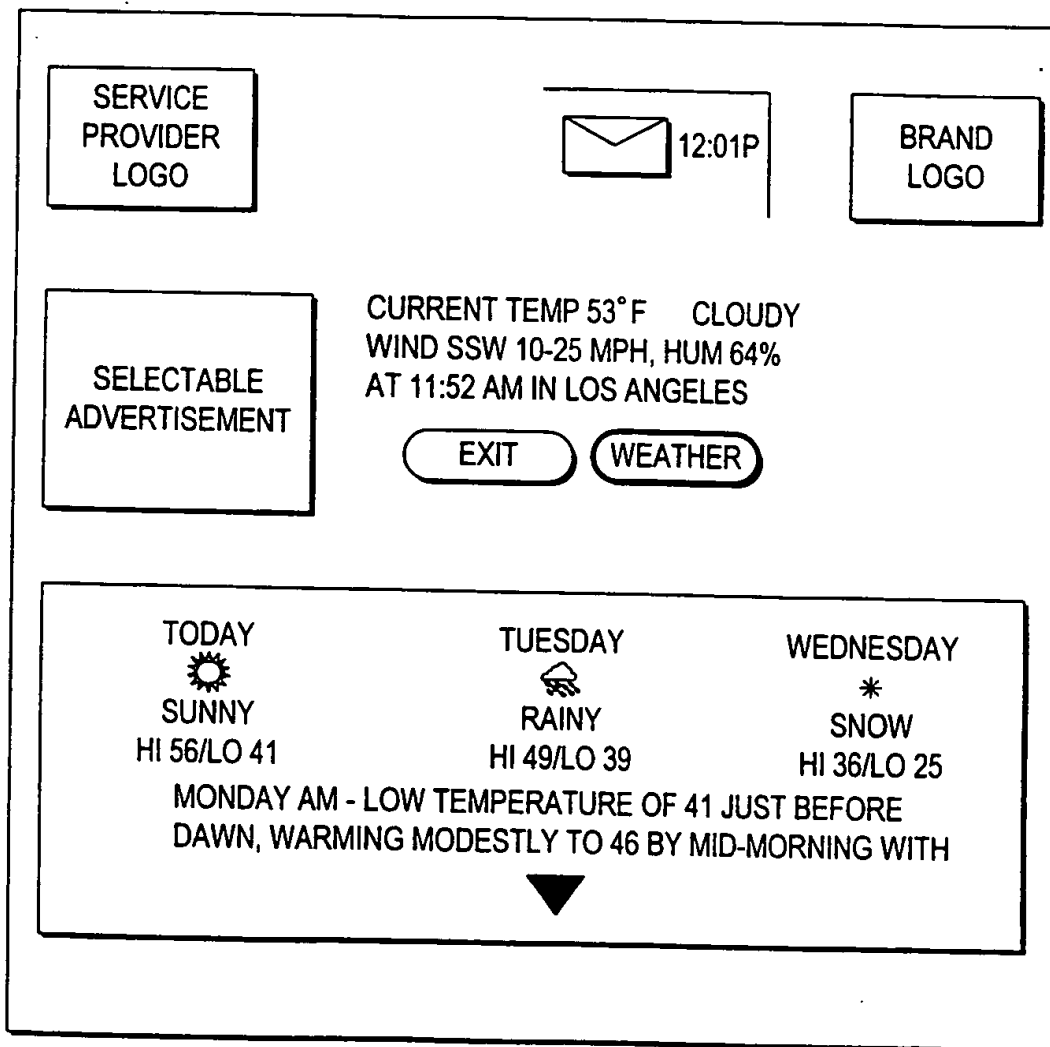 SERVICE
PROVIDER
LOGO
12:01P
BRAND
LOGO
SELECTABLE
ADVERTISEMENT
CURRENT TEMP 53°F CLOUDY
WIND SSW 10-25 MPH, HUM 64%
AT 11:52 AM IN LOS ANGELES
EXIT
WEATHER
TODAY
SUNNY
HI 56/LO 41
TUESDAY
RAINY
HI 49/LO 39
WEDNESDAY
SNOW
HI 36/LO 25
MONDAY AM - LOW TEMPERATURE OF 41 JUST BEFORE
DAWN, WARMING MODESTLY TO 46 BY MID-MORNING WITH